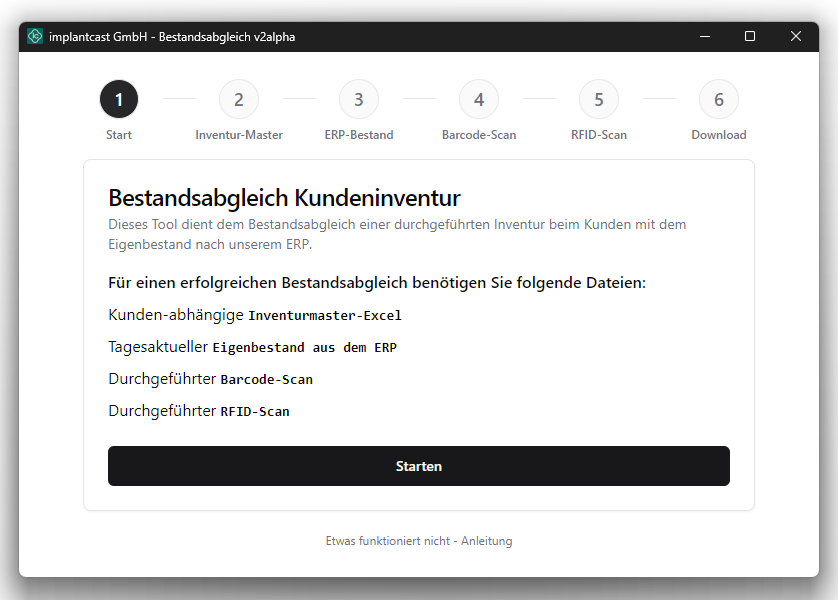 implantcast GmbH - Bestandsabgleich v2alpha
1 2 3 4 5 6
Start Inventur-Master ERP-Bestand Barcode-Scan RFID-Scan Download
Bestandsabgleich Kundeninventur
Dieses Tool dient dem Bestandsabgleich einer durchgeführten Inventur beim Kunden mit dem
Eigenbestand nach unserem ERP.
Für einen erfolgreichen Bestandsabgleich benötigen Sie folgende Dateien:
Kunden-abhängige Inventurmaster-Excel
Tagesaktueller Eigenbestand aus dem ERP
Durchgeführter Barcode-Scan
Durchgeführter RFID-Scan
Starten
Etwas funktioniert nicht - Anleitung